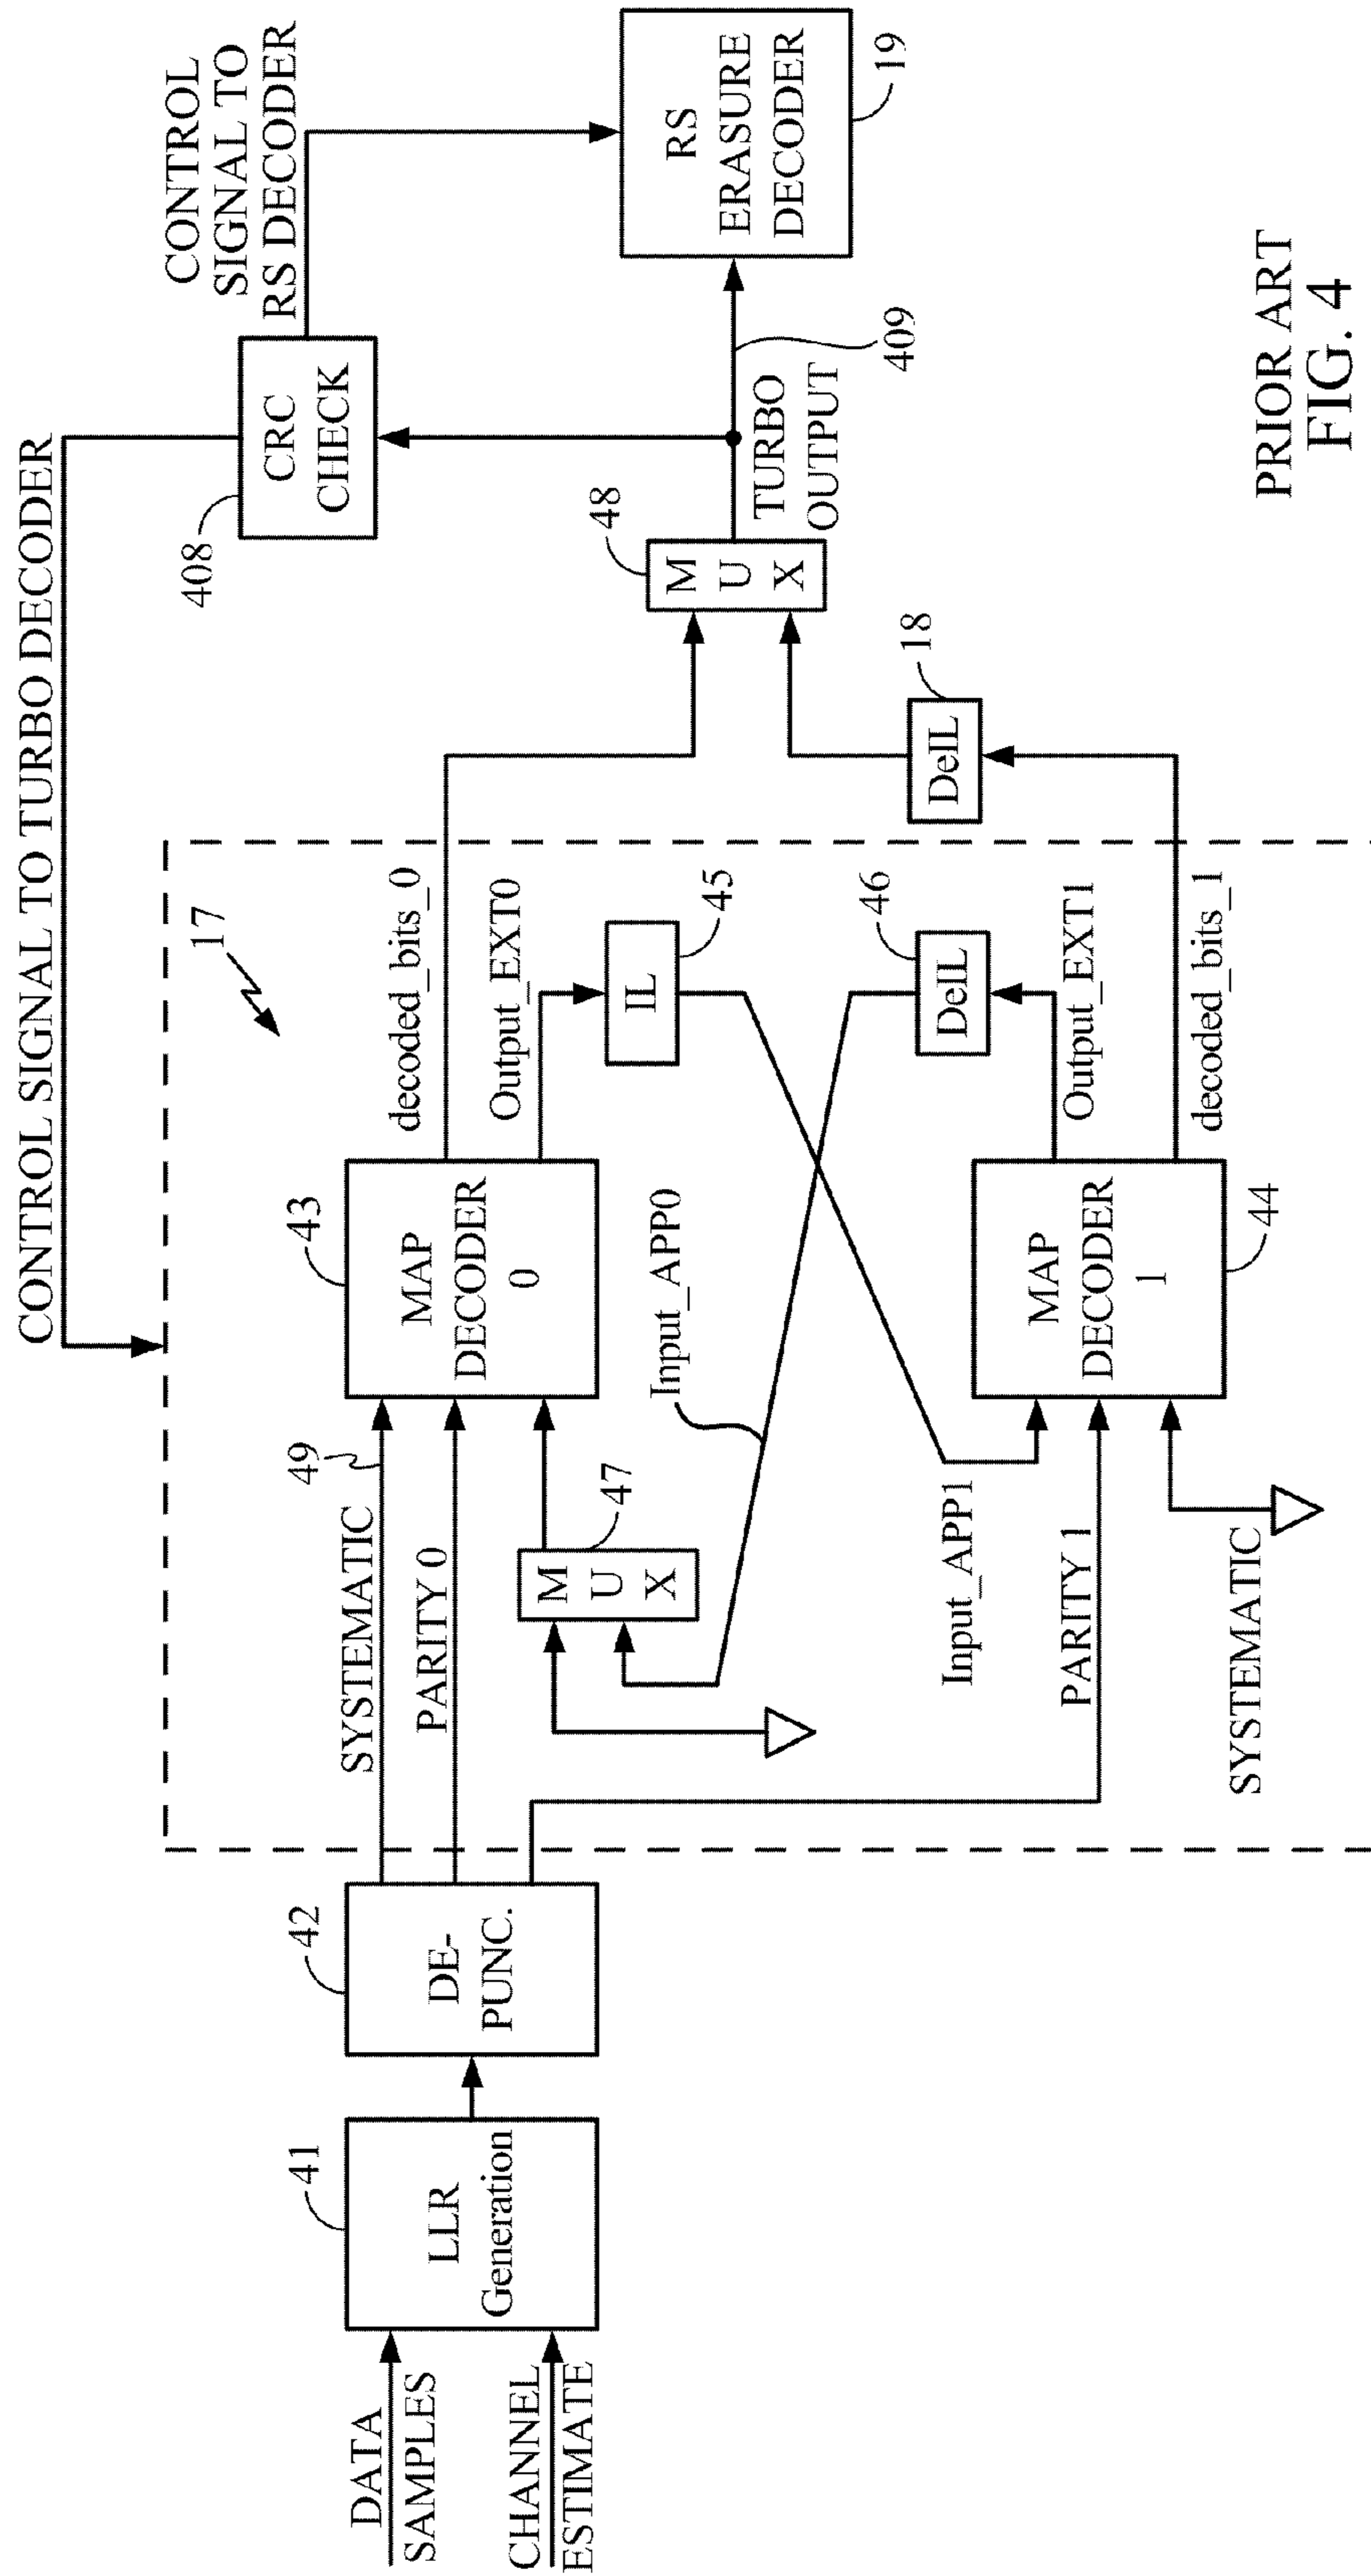 CONTROL SIGNAL TO TURBO DECODER
CONTROL
SIGNAL TO
RS DECODER
408
CRC
CHECK
17
DATA
SAMPLES
CHANNEL
ESTIMATE
41
LLR
Generation
42
DE-
PUNC.
SYSTEMATIC
49
PARITY 0
43
MAP
DECODER
0
decoded_bits_0
Output_EXT0
47
M
U
X
Input_APP0
IL
45
48
M
U
X
TURBO
OUTPUT
409
RS
ERASURE
DECODER
19
46
DeIL
18
DeIL
Input_APP1
PARITY 1
SYSTEMATIC
MAP
DECODER
1
44
Output_EXT1
decoded_bits_1
PRIOR ART
FIG. 4